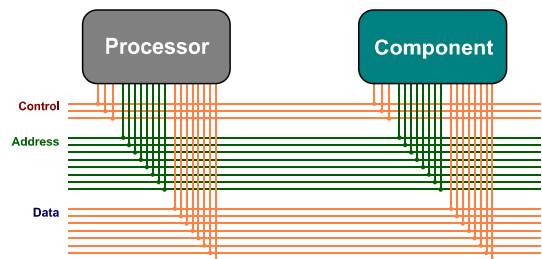 Processor
Component
Control
Address
Data